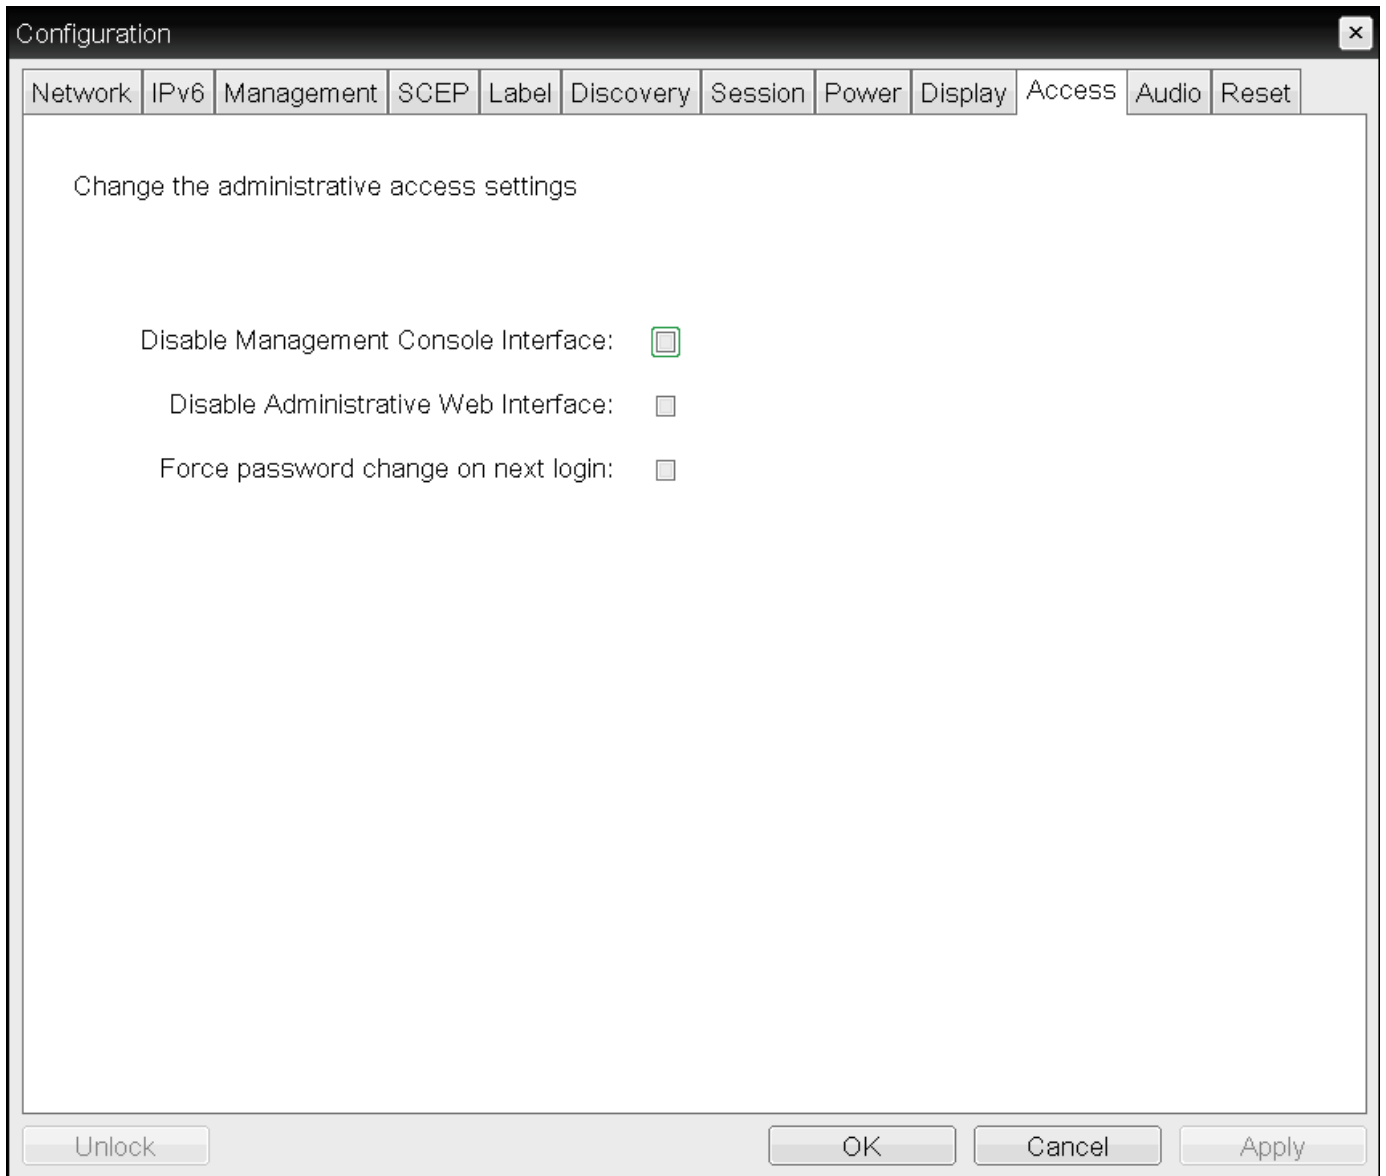 Configuration
Network IPv6 Management SCEP Label Discovery Session Power Display Access Audio Reset
Change the administrative access settings
Disable Management Console Interface:
Disable Administrative Web Interface:
Force password change on next login:
Unlock OK Cancel Apply